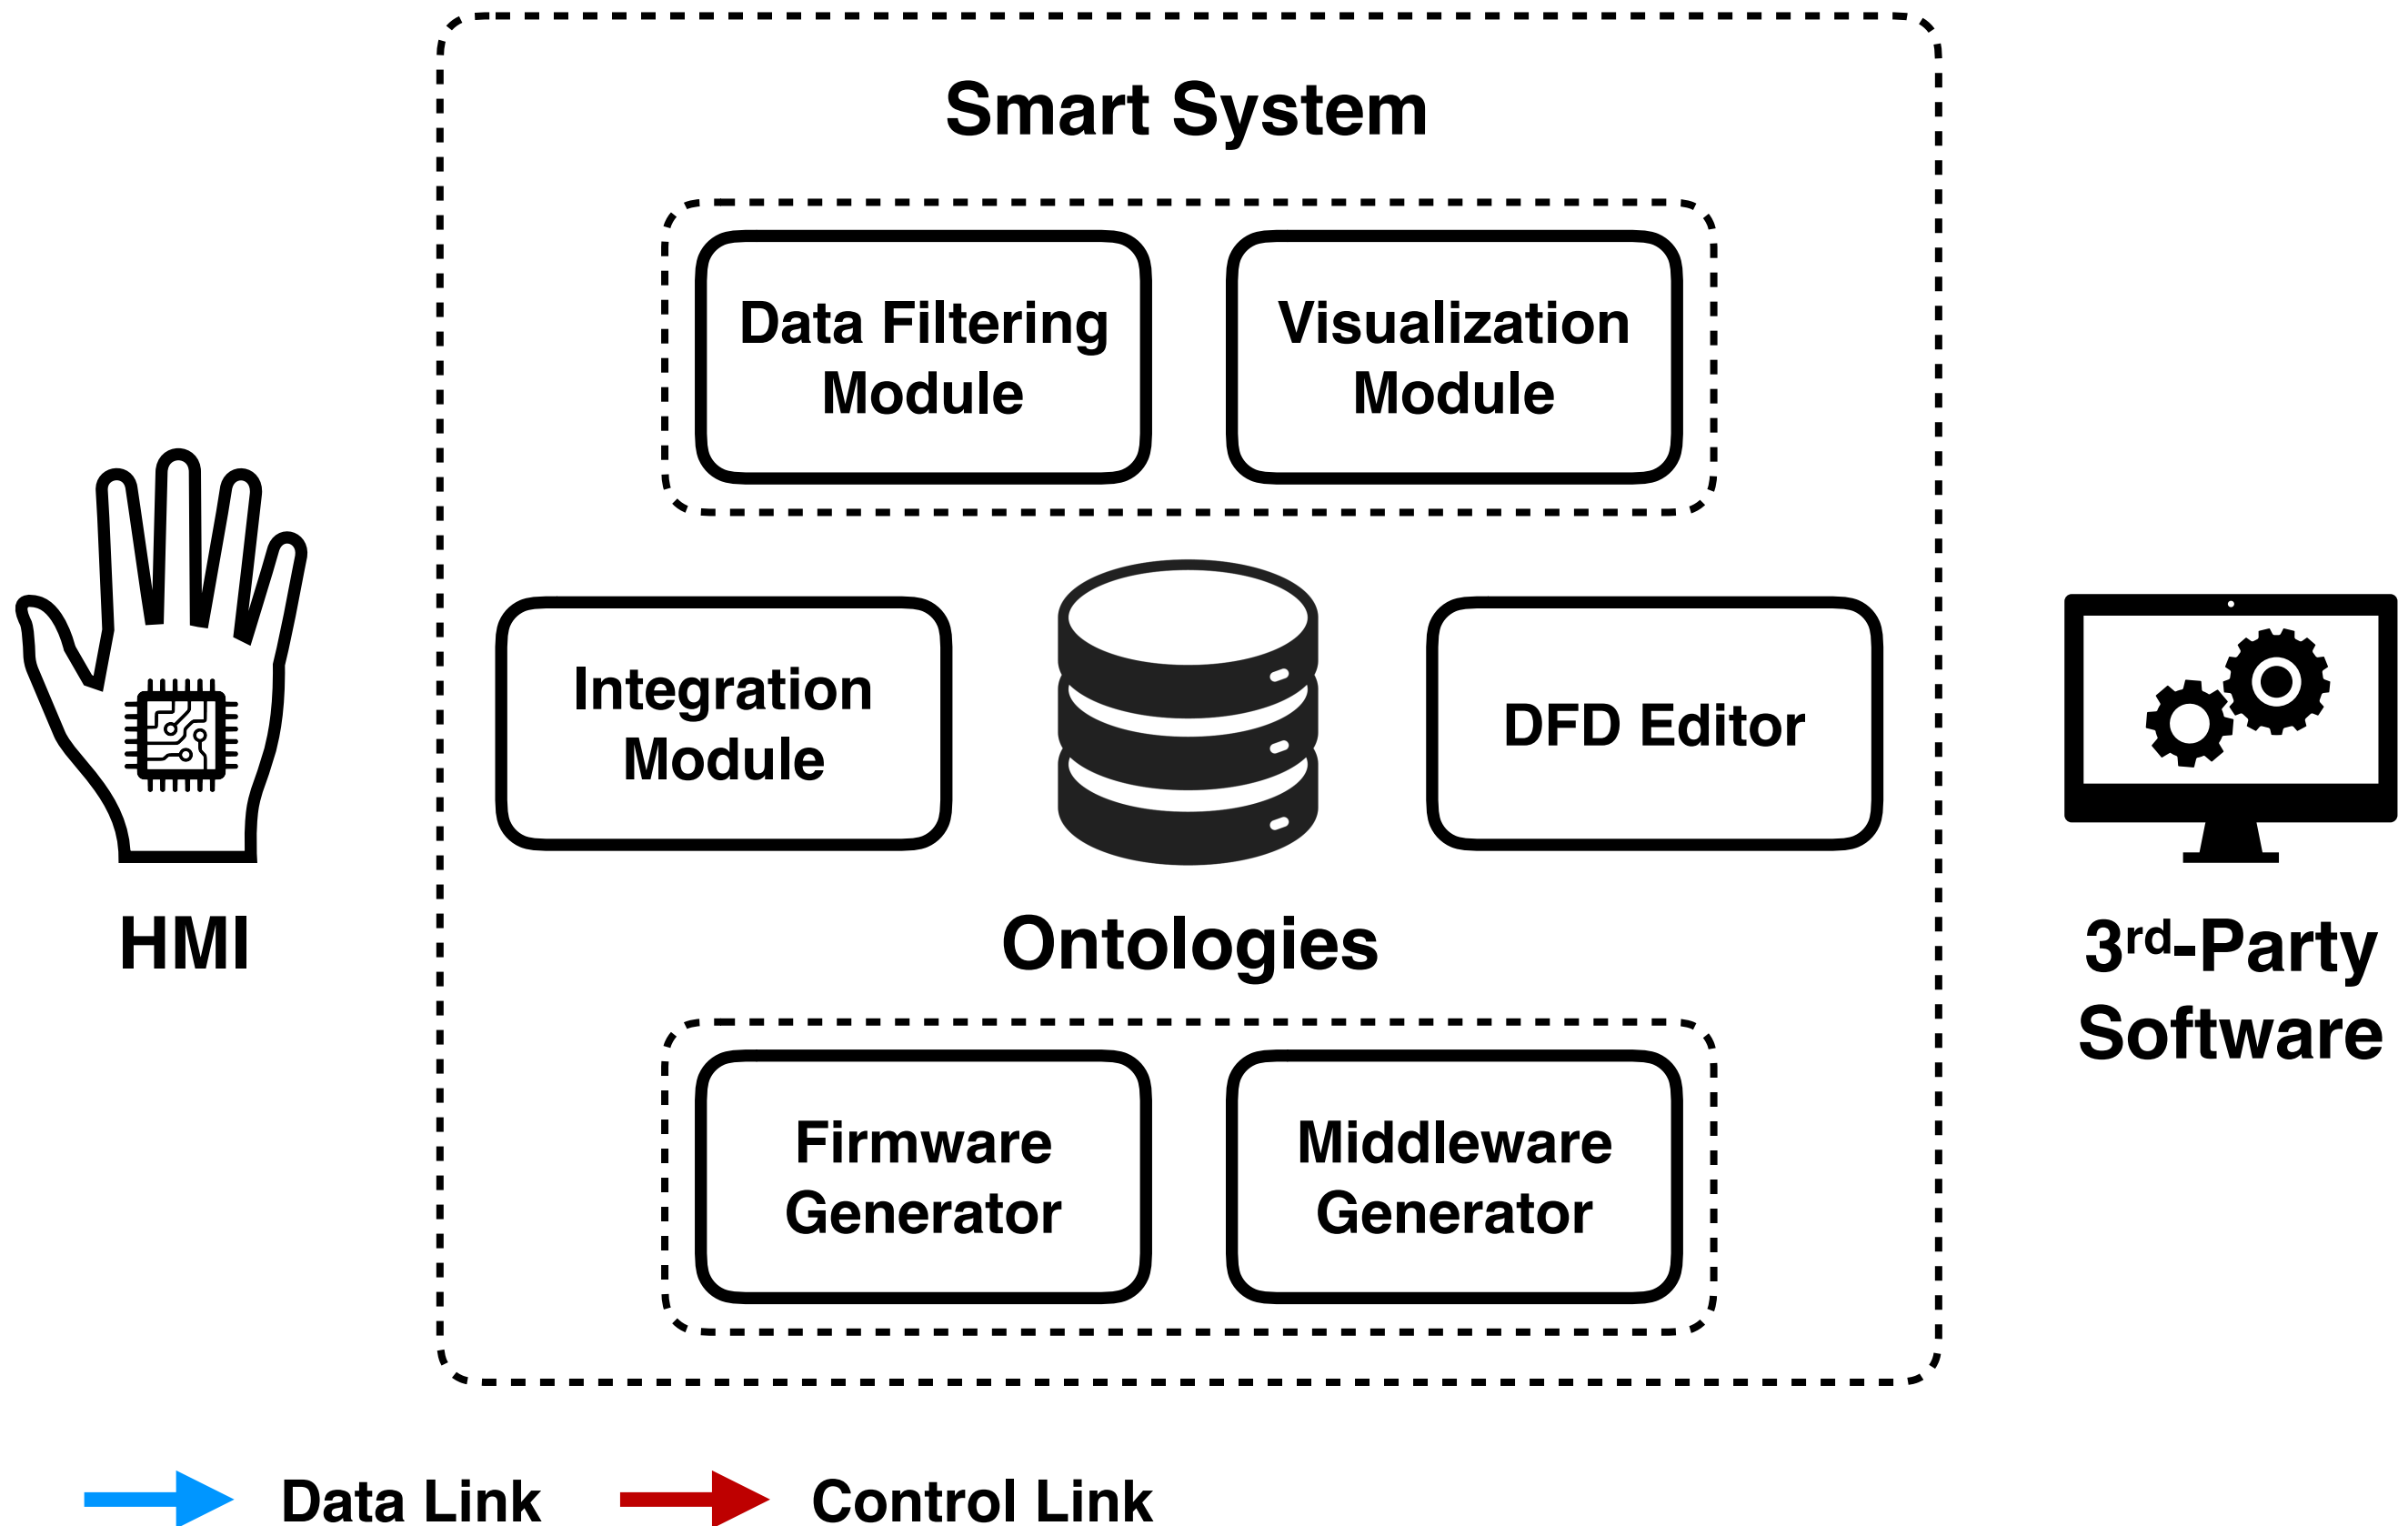 Smart System
Data Filtering
Module
Visualization
Module
Integration
Module
DFD Editor
HMI
Ontologies
3rd-Party
Software
Firmware
Generator
Middleware
Generator
Data Link
Control Link